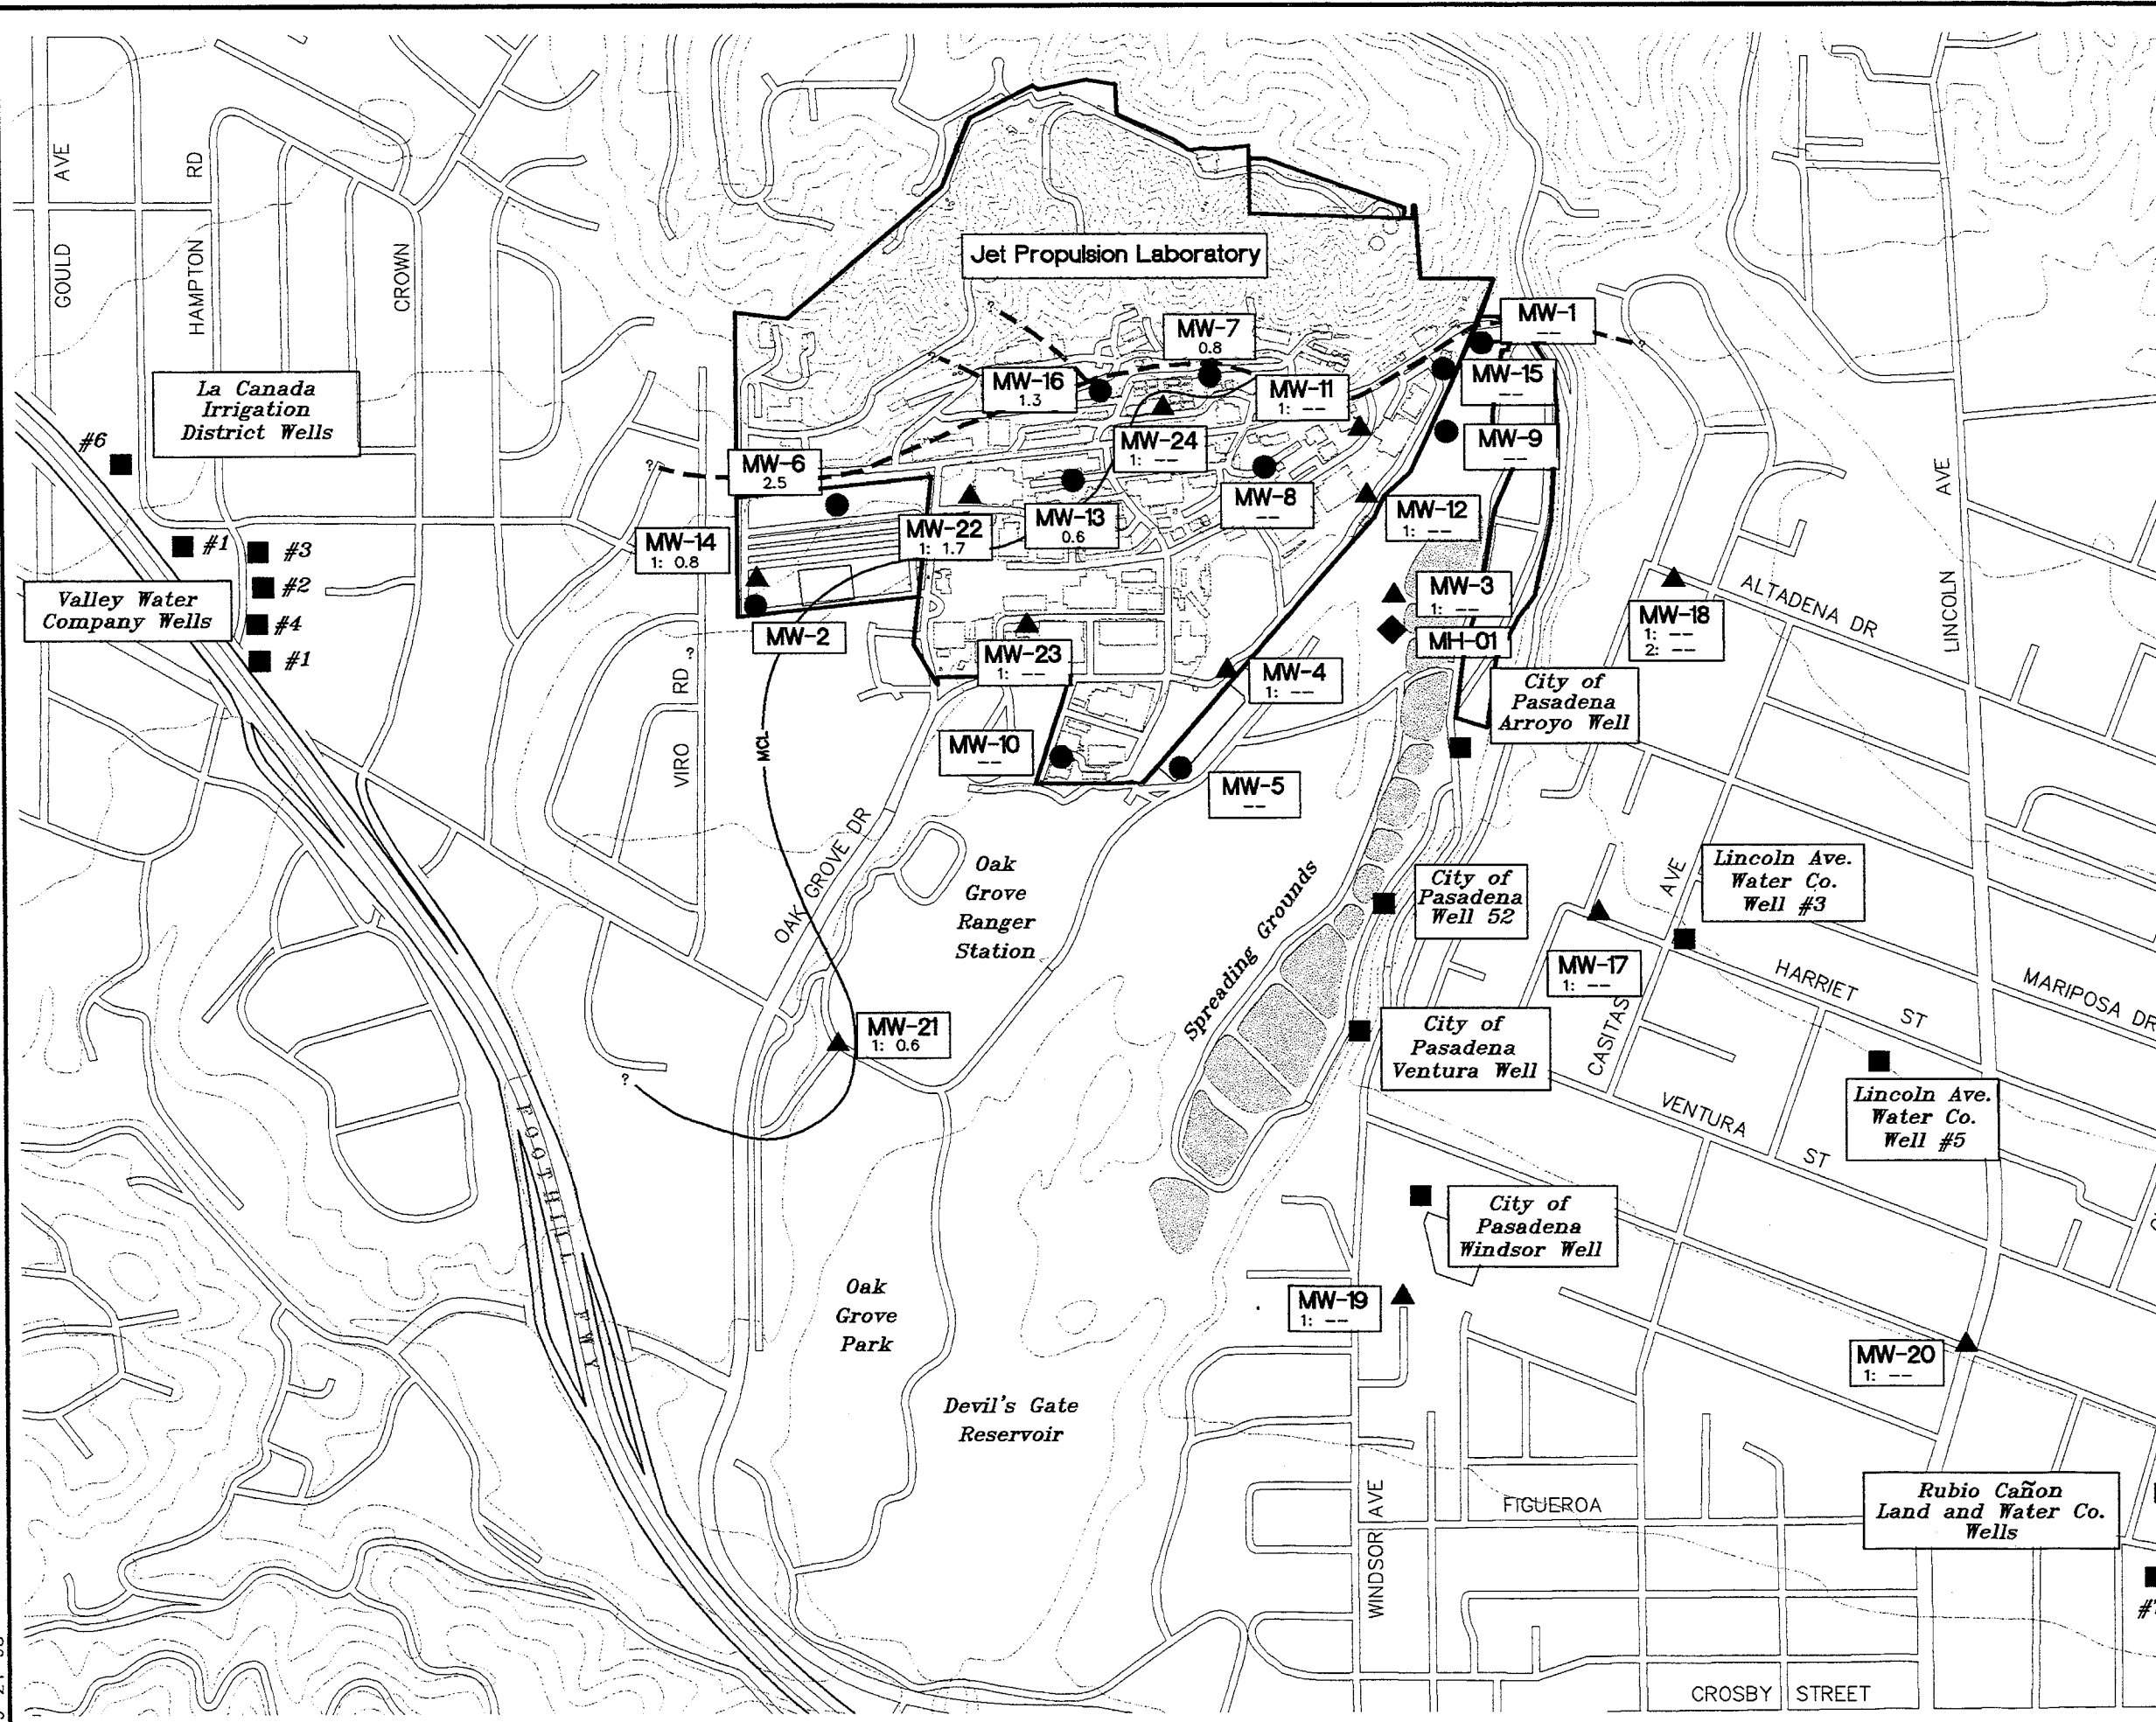 Jet Propulsion Laboratory
AVE
GOULD
RD
HAMPTON
CROWN
La Canada
Irrigation
District Wells
#6
#1
#3
#2
#4
#1
Valley Water
Company Wells
?
?
?
?
?
?
MW-1
--
MW-7
0.8
MW-16
1.3
MW-11
1: --
MW-15
--
MW-24
1: --
MW-9
--
MW-6
2.5
MW-8
--
MW-12
1: --
MW-13
0.6
MW-22
1: 1.7
MW-14
1: 0.8
MW-2
MW-3
1: --
MH-01
MW-18
1: --
2: --
MW-23
1: --
MW-4
1: --
MW-10
--
MW-5
--
City of
Pasadena
Arroyo Well
ALTADENA DR
LINCOLN AVE
VIRO RD
MCL
OAK GROVE DR
Oak
Grove
Ranger
Station
Spreading Grounds
City of
Pasadena
Well 52
Lincoln Ave.
Water Co.
Well #3
MW-17
1: --
CASITAS AVE
HARRIET ST
MARIPOSA DR
MW-21
1: 0.6
City of
Pasadena
Ventura Well
VENTURA ST
Lincoln Ave.
Water Co.
Well #5
FOOTHILL FWY
City of
Pasadena
Windsor Well
Oak
Grove
Park
MW-19
1: --
MW-20
1: --
Devil's Gate
Reservoir
WINDSOR AVE
FIGUEROA
Rubio Cañon
Land and Water Co.
Wells
CROSBY STREET